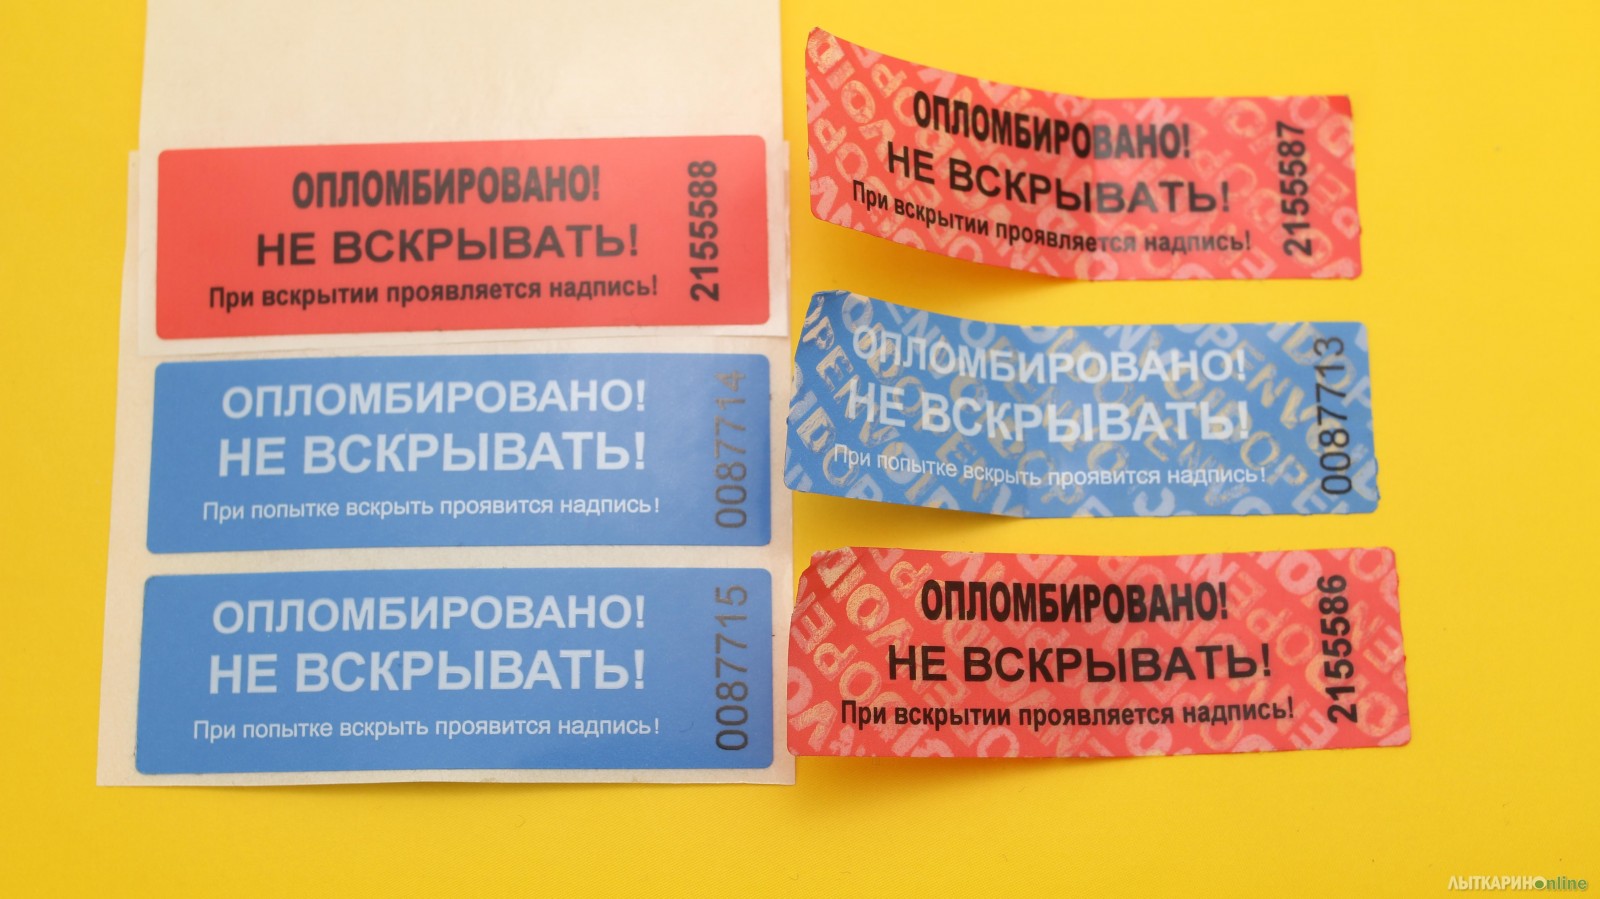 ОПЛОМБИРОВАНО!
НЕ ВСКРЫВАТЬ!
При вскрытии проявляется надпись!
2155588
ОПЛОМБИРОВАНО!
НЕ ВСКРЫВАТЬ!
При попытке вскрыть проявится надпись!
0087714
ОПЛОМБИРОВАНО!
НЕ ВСКРЫВАТЬ!
При попытке вскрыть проявится надпись!
0087715
ОПЛОМБИРОВАНО!
НЕ ВСКРЫВАТЬ!
При вскрытии проявляется надпись!
2155587
ОПЛОМБИРОВАНО!
НЕ ВСКРЫВАТЬ!
При попытке вскрыть проявится надпись!
0087713
ОПЛОМБИРОВАНО!
НЕ ВСКРЫВАТЬ!
При вскрытии проявляется надпись!
2155586
ЛЫТКАРИНОonline